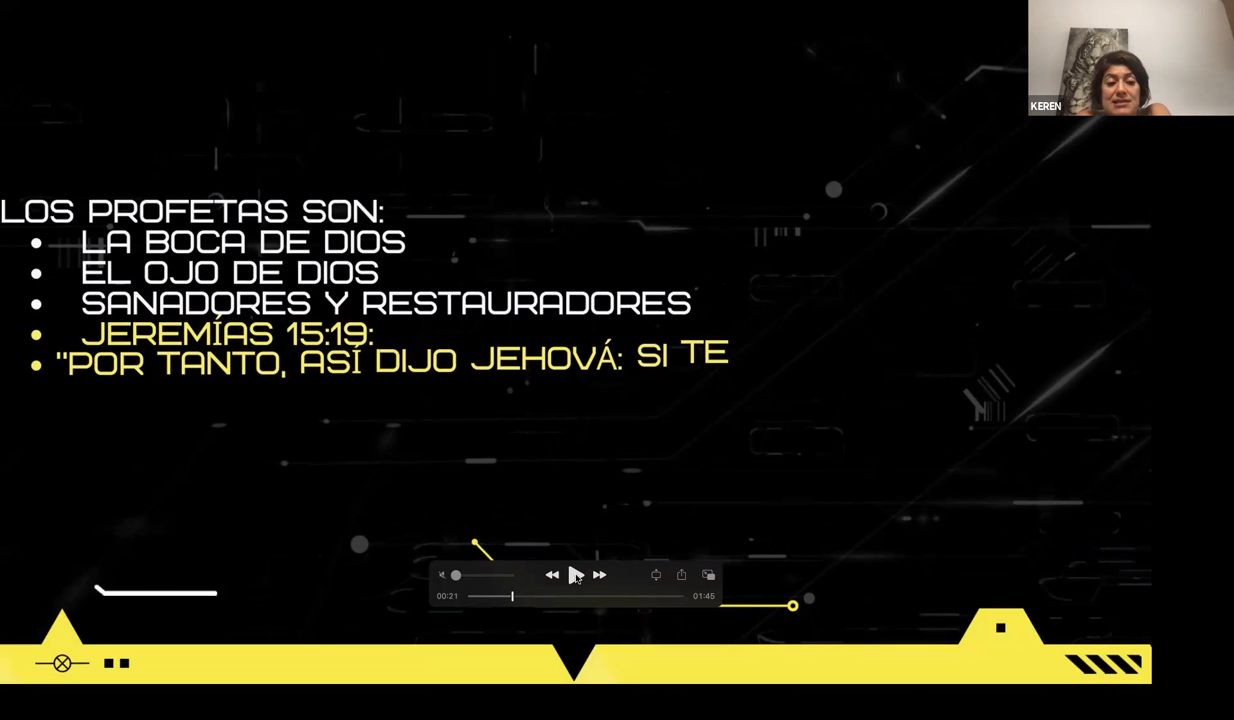 KEREN
LOS PROFETAS SON:
• LA BOCA DE DIOS
• EL OJO DE DIOS
• SANADORES Y RESTAURADORES
• JEREMÍAS 15:19:
• "POR TANTO, ASÍ DIJO JEHOVÁ: SI TE
00:21
01:45